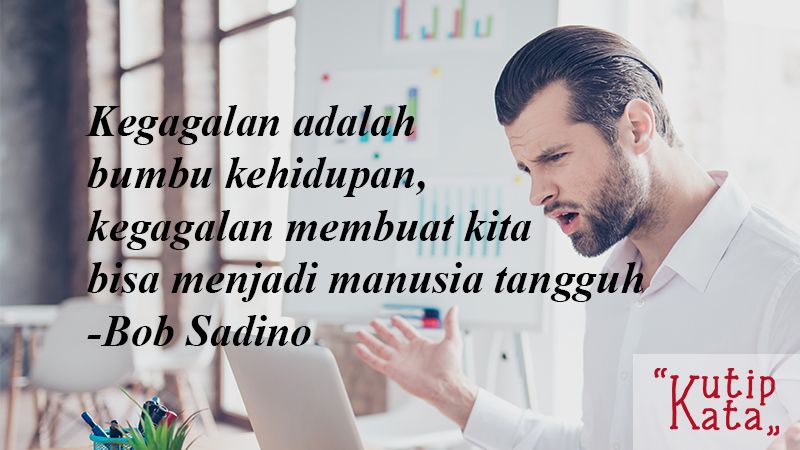 Kegagalan adalah
bumbu kehidupan,
kegagalan membuat kita
bisa menjadi manusia tangguh
-Bob Sadino
“Kutip
Kata„